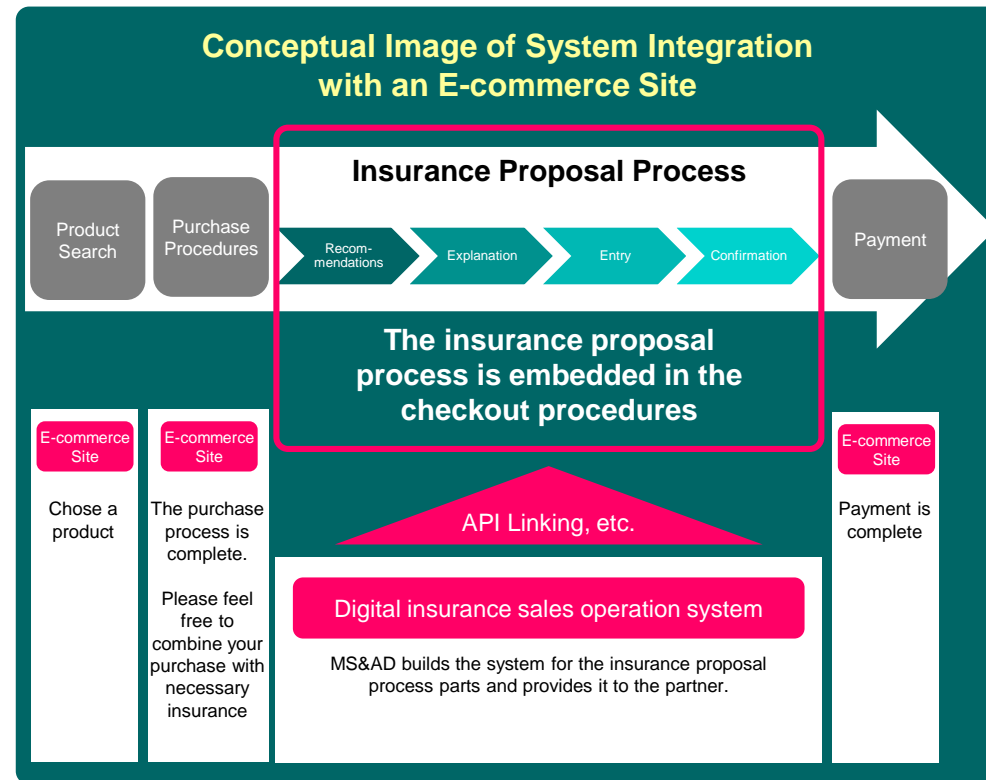 Conceptual Image of System Integration
with an E-commerce Site
Insurance Proposal Process
Product
Search
Purchase
Procedures
Recom-
mendations
Explanation
Entry
Confirmation
Payment
The insurance proposal
process is embedded in the
checkout procedures
E-commerce
Site
Chose a
product
E-commerce
Site
The purchase
process is
complete.
Please feel
free to
combine your
purchase with
necessary
insurance
API Linking, etc.
Digital insurance sales operation system
MS&AD builds the system for the insurance proposal
process parts and provides it to the partner.
E-commerce
Site
Payment is
complete